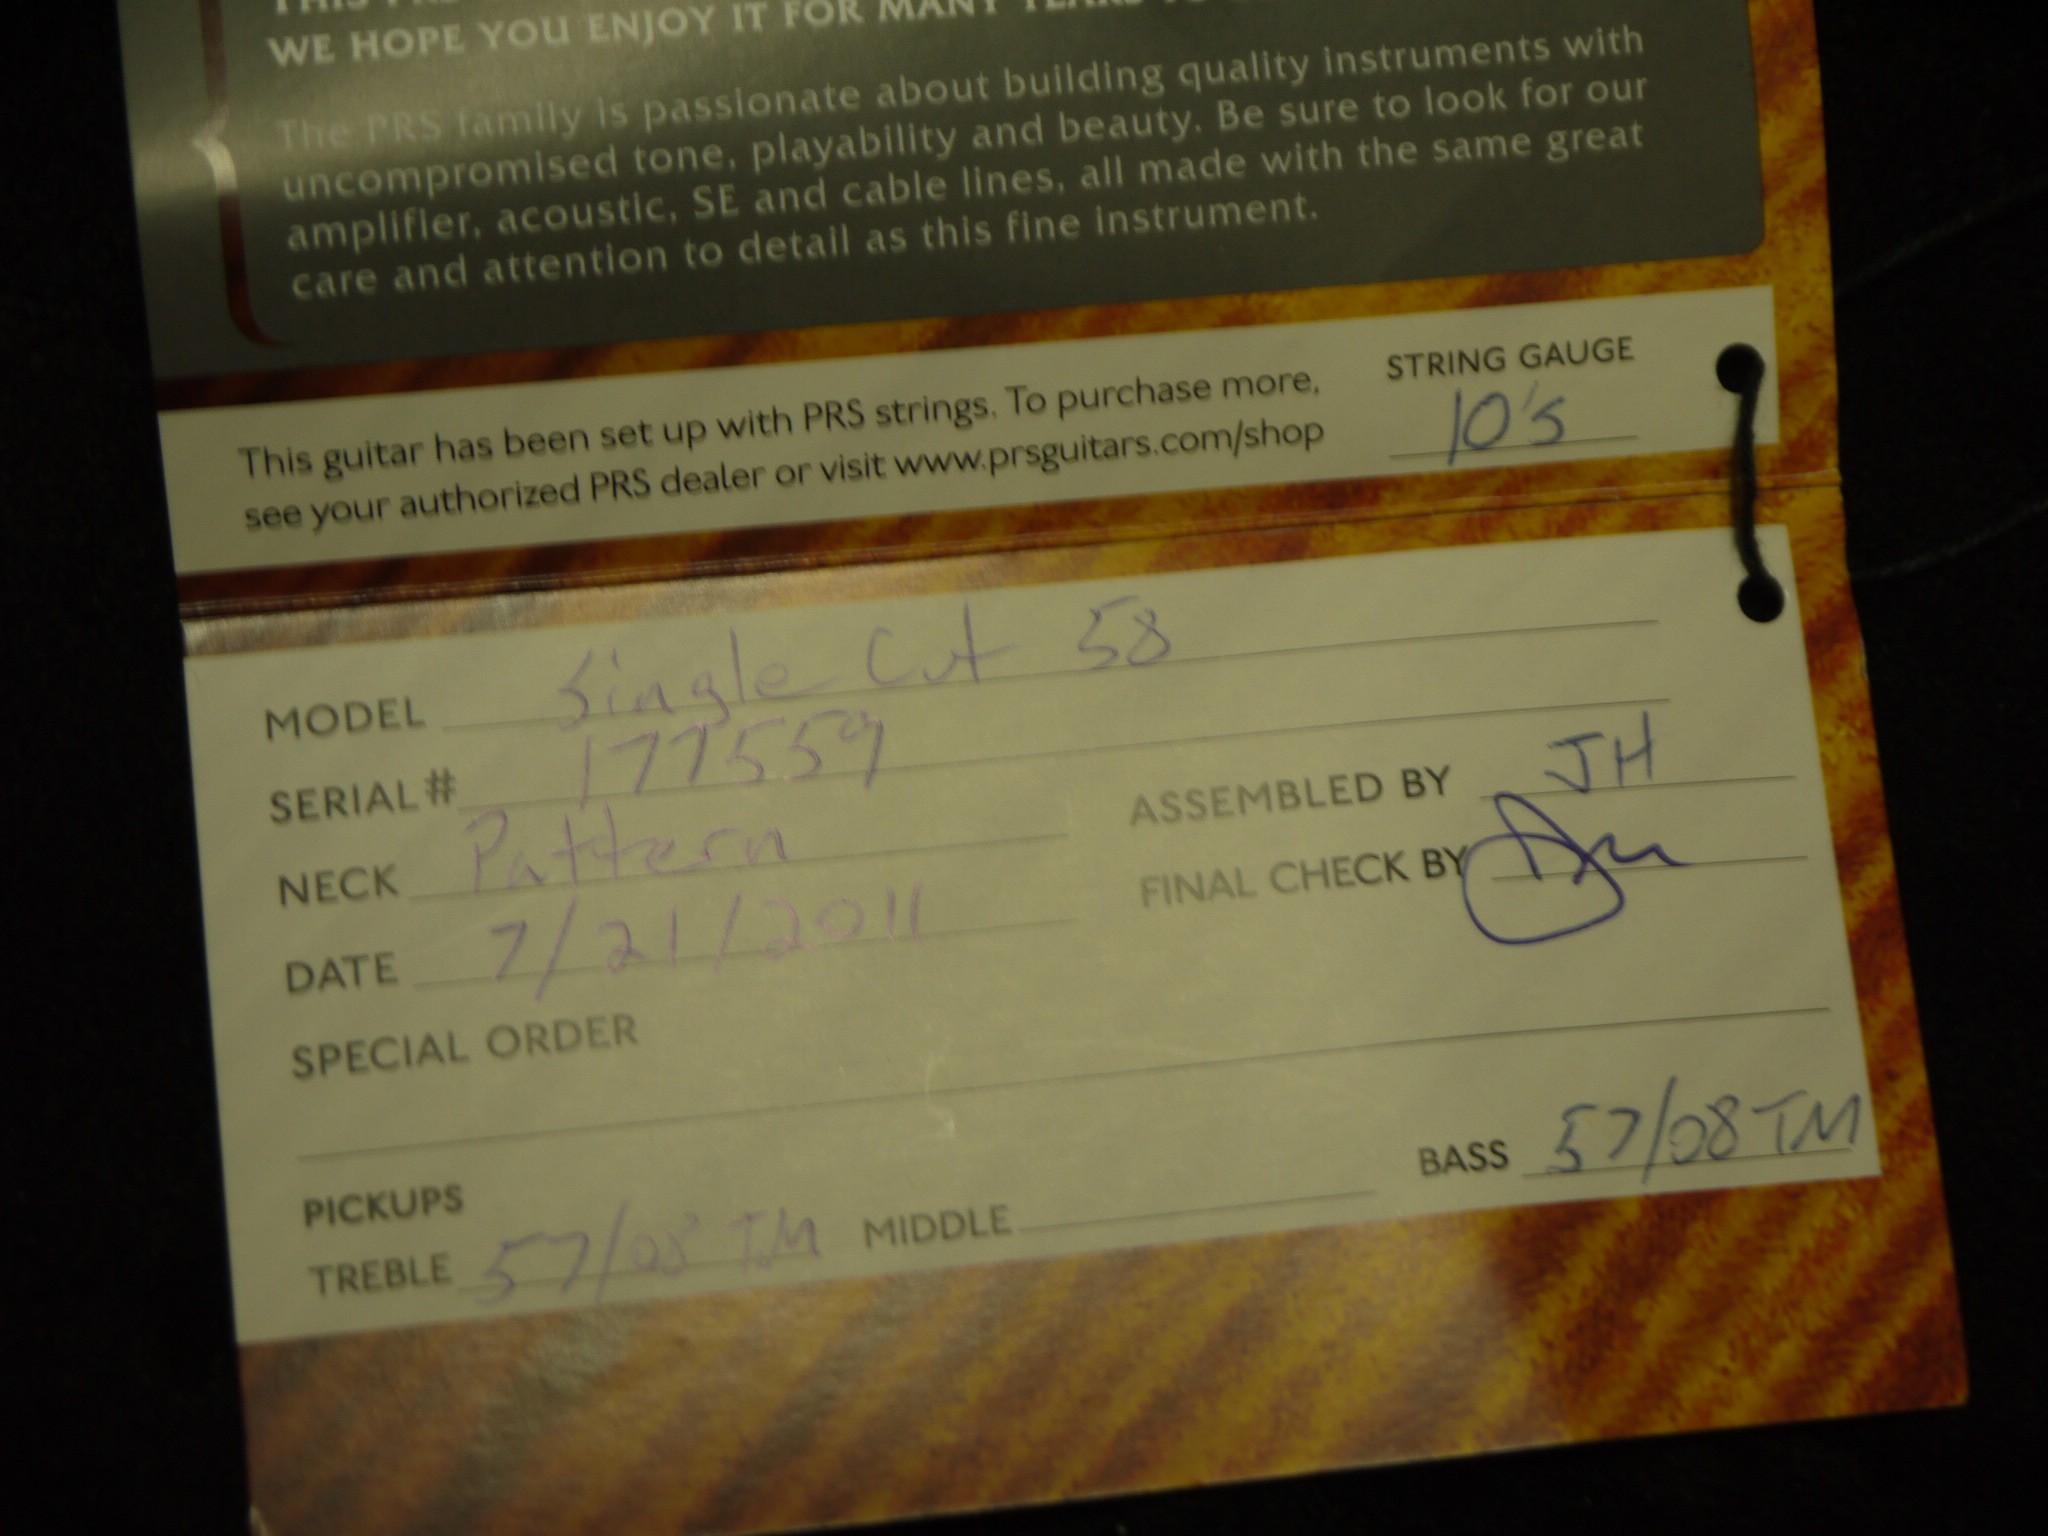 THIS PRS
WE HOPE YOU ENJOY IT FOR MANY YEARS TO
The PRS family is passionate about building quality instruments with
uncompromised tone, playability and beauty. Be sure to look for our
amplifier, acoustic, SE and cable lines, all made with the same great
care and attention to detail as this fine instrument.
This guitar has been set up with PRS strings. To purchase more,
see your authorized PRS dealer or visit www.prsguitars.com/shop
STRING GAUGE
10's
MODEL Single Cut 58
SERIAL# 177559
NECK Pattern
DATE 7/21/2011
ASSEMBLED BY JH
FINAL CHECK BY
SPECIAL ORDER
PICKUPS
TREBLE 57/08 TM MIDDLE BASS 57/08 TM